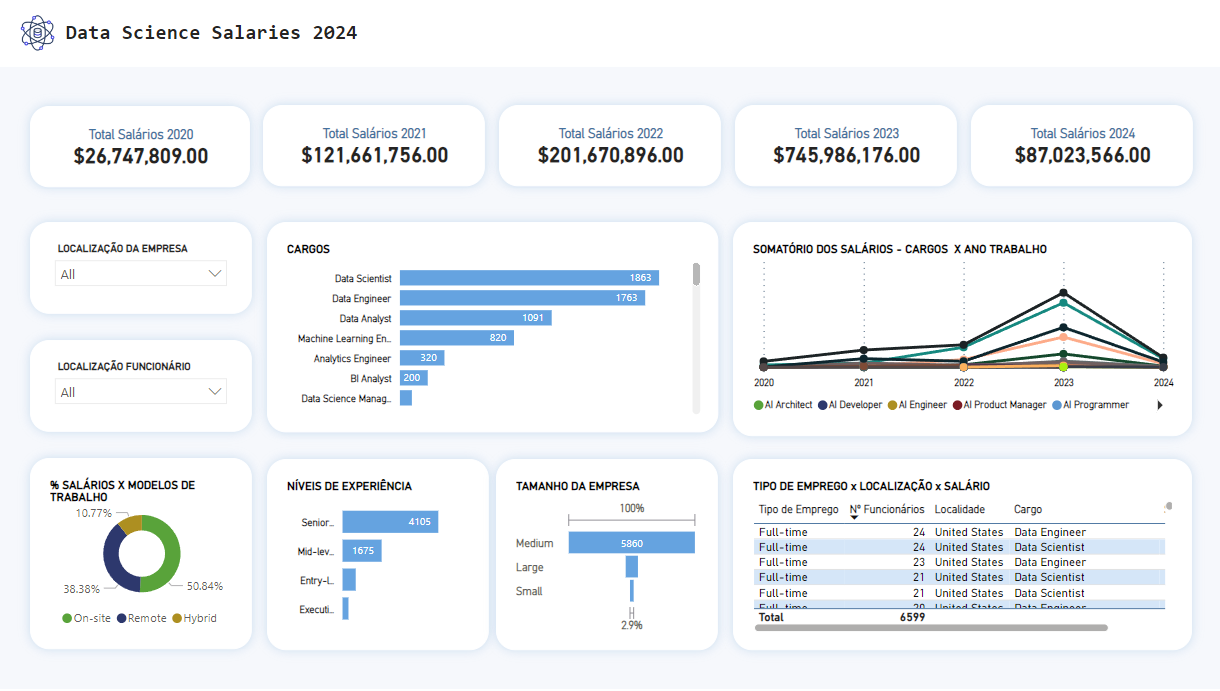 Data Science Salaries 2024
Total Salários 2020
$26,747,809.00
Total Salários 2021
$121,661,756.00
Total Salários 2022
$201,670,896.00
Total Salários 2023
$745,986,176.00
Total Salários 2024
$87,023,566.00
LOCALIZAÇÃO DA EMPRESA
All
LOCALIZAÇÃO FUNCIONÁRIO
All
CARGOS
Data Scientist 1863
Data Engineer 1763
Data Analyst 1091
Machine Learning En.. 820
Analytics Engineer 320
BI Analyst 200
Data Science Manag..
SOMATÓRIO DOS SALÁRIOS - CARGOS X ANO TRABALHO
2020 2021 2022 2023 2024
AI Architect AI Developer AI Engineer AI Product Manager AI Programmer
% SALÁRIOS X MODELOS DE
TRABALHO
10.77%
38.38%
50.84%
On-site Remote Hybrid
NÍVEIS DE EXPERIÊNCIA
Senior... 4105
Mid-lev... 1675
Entry-l...
Executi...
TAMANHO DA EMPRESA
100%
Medium 5860
Large
Small
2.9%
TIPO DE EMPREGO x LOCALIZAÇÃO x SALÁRIO
Tipo de Emprego Nº Funcionários Localidade Cargo
Full-time 24 United States Data Engineer
Full-time 24 United States Data Scientist
Full-time 23 United States Data Engineer
Full-time 21 United States Data Scientist
Full-time 21 United States Data Scientist
Full-time 20 United States Data Engineer
Total 6599